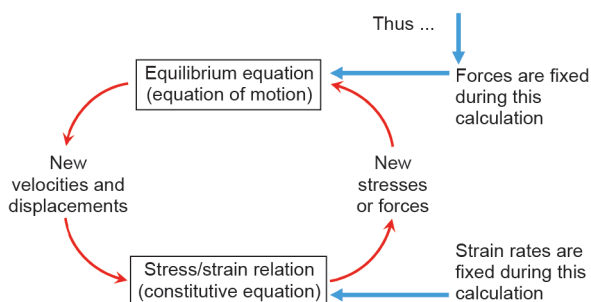 Thus ...
Equilibrium equation
(equation of motion)
Forces are fixed
during this
calculation
New
velocities and
displacements
New
stresses
or forces
Stress/strain relation
(constitutive equation)
Strain rates are
fixed during this
calculation